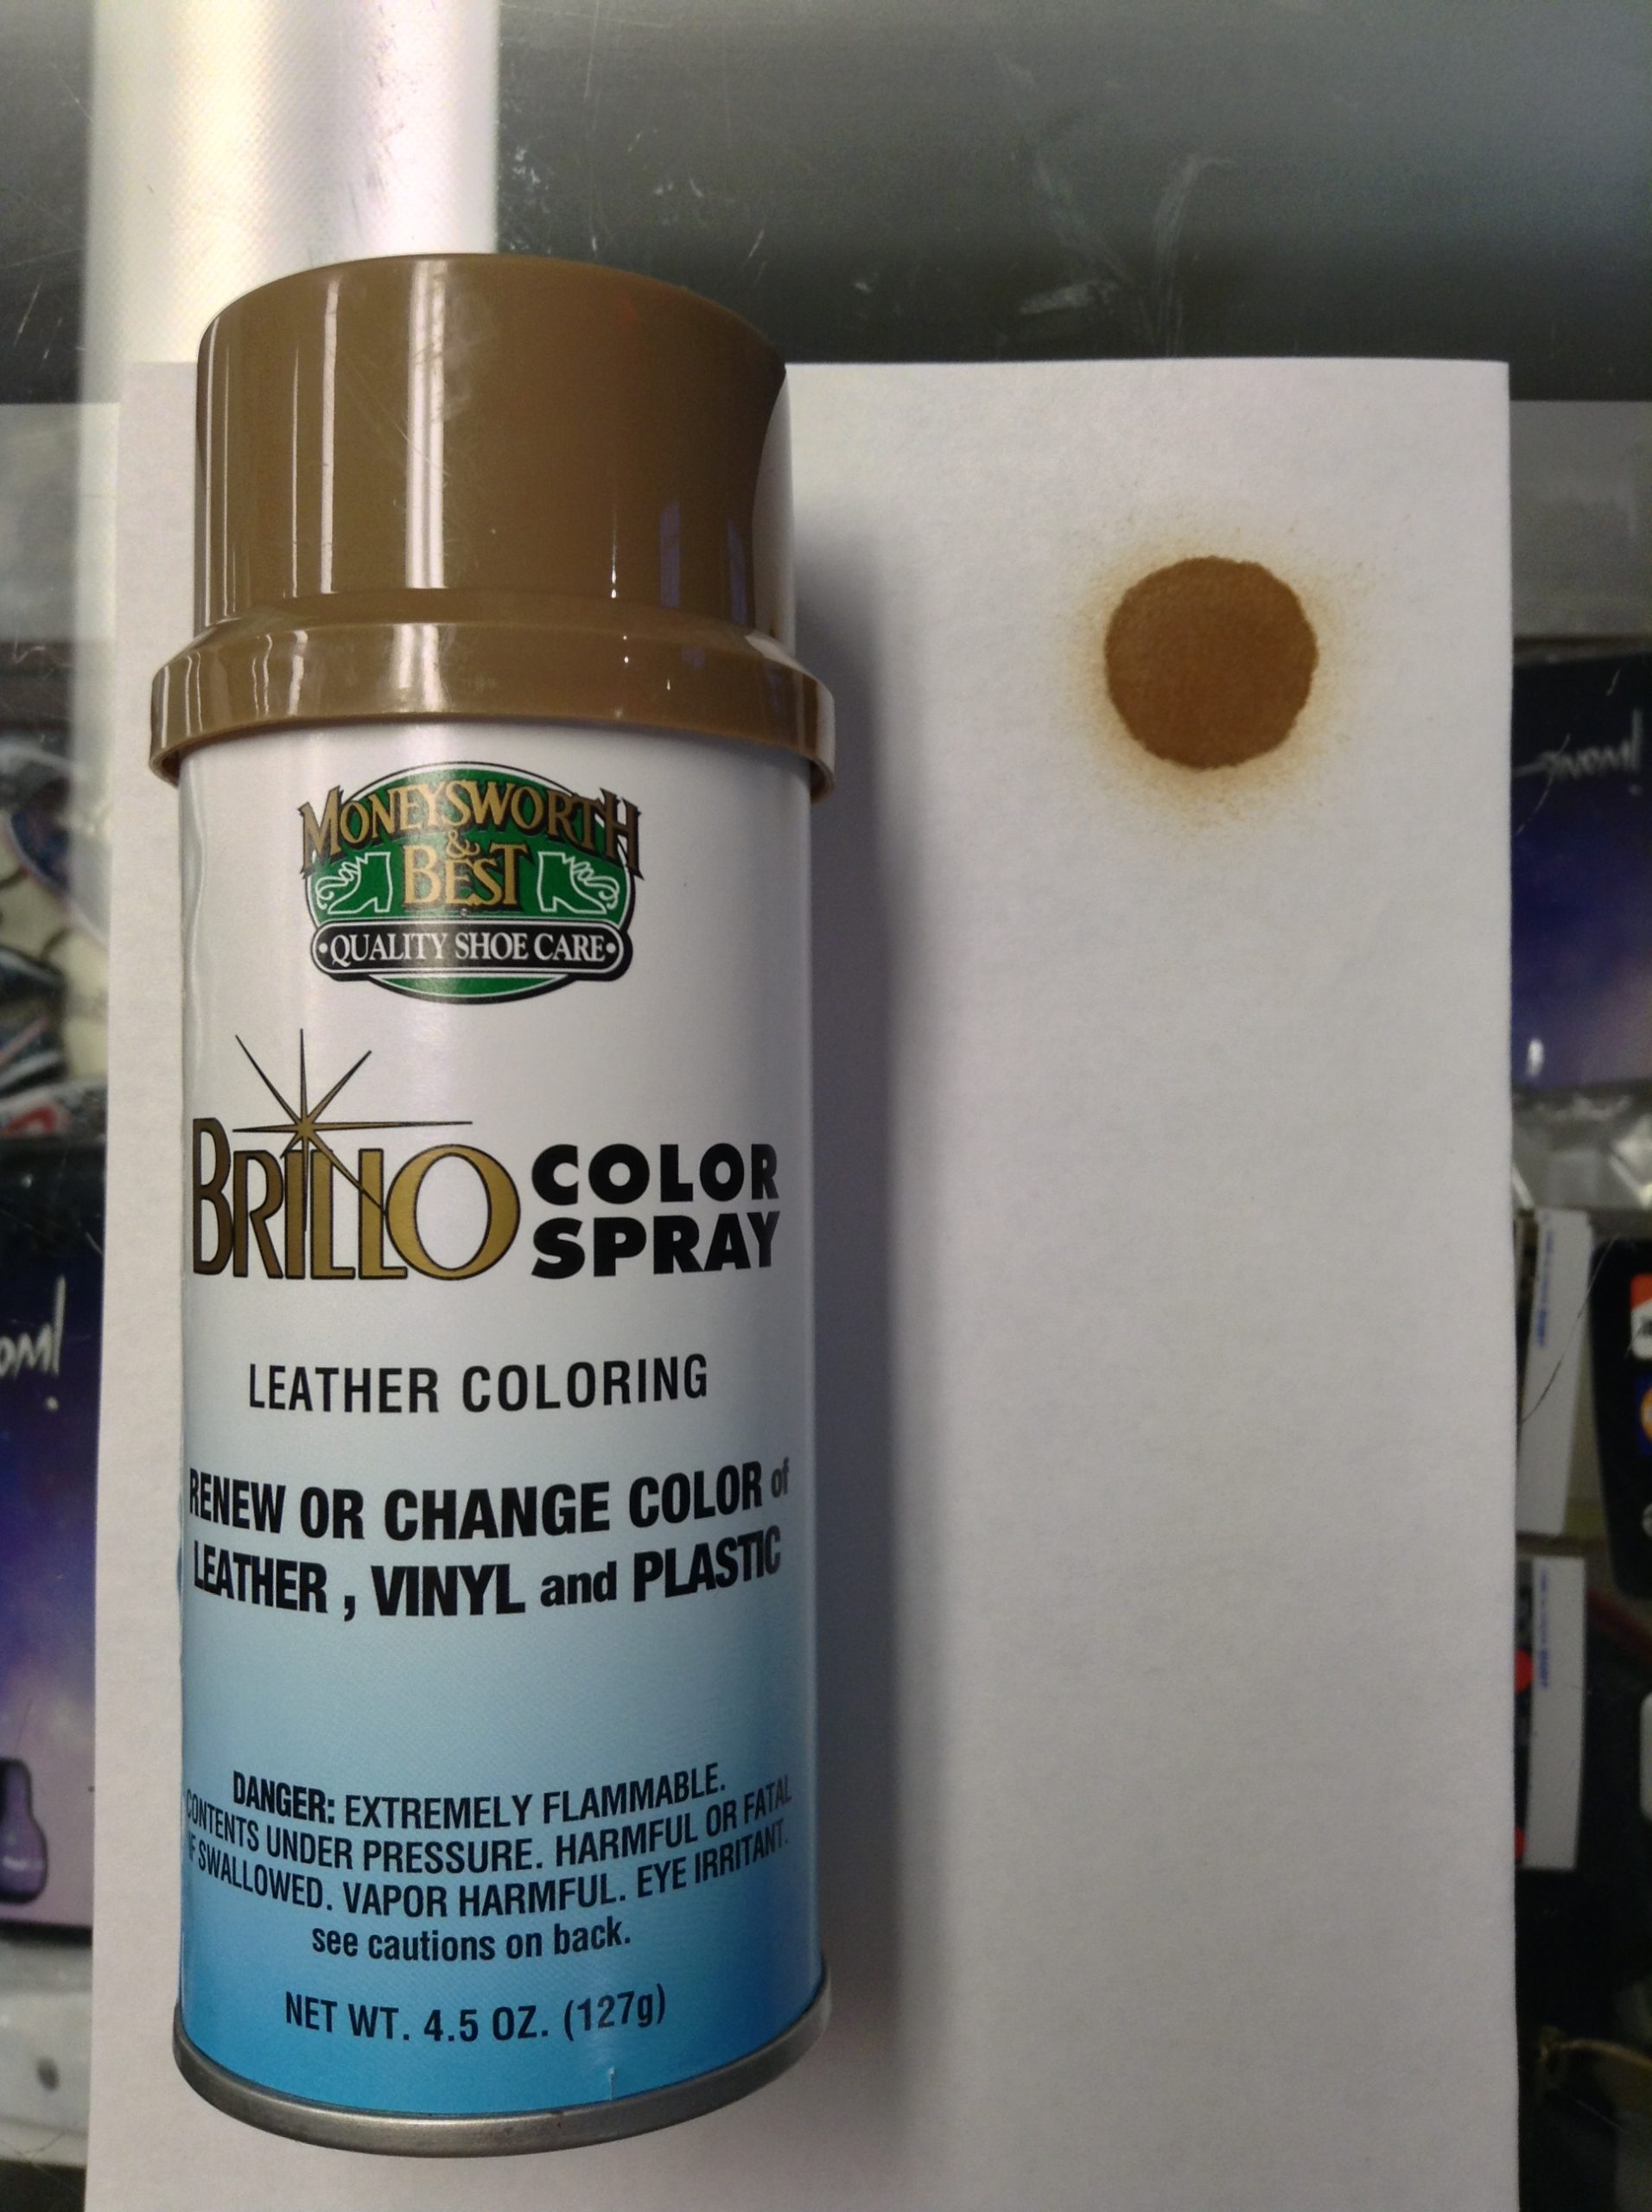 MONEYSWORTH
&
BEST
•QUALITY SHOE CARE•
BRILLO COLOR
SPRAY
LEATHER COLORING
RENEW OR CHANGE COLOR of
LEATHER , VINYL and PLASTIC
DANGER: EXTREMELY FLAMMABLE.
CONTENTS UNDER PRESSURE. HARMFUL OR FATAL
IF SWALLOWED. VAPOR HARMFUL. EYE IRRITANT.
see cautions on back.
NET WT. 4.5 OZ. (127g)